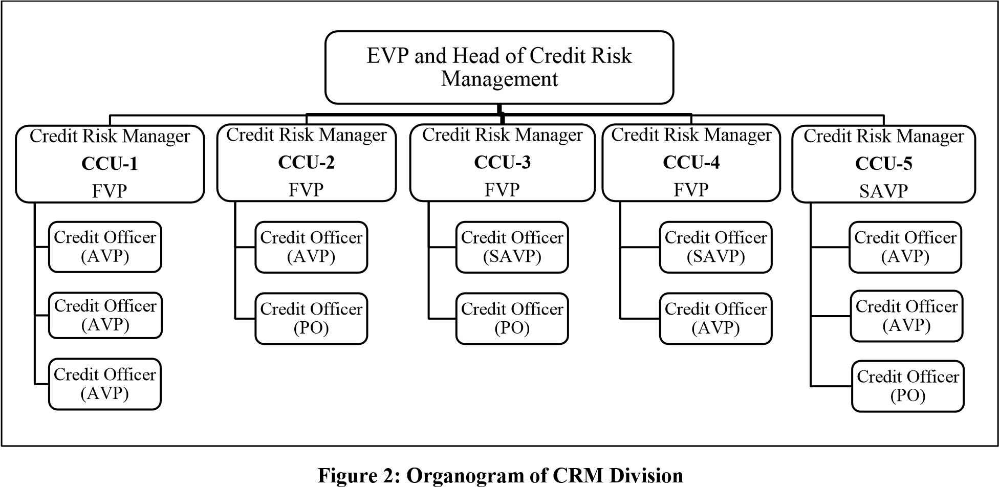 EVP and Head of Credit Risk
Management
Credit Risk Manager
CCU-1
FVP
Credit Officer
(AVP)
Credit Officer
(AVP)
Credit Officer
(AVP)
Credit Risk Manager
CCU-2
FVP
Credit Officer
(AVP)
Credit Officer
(PO)
Credit Risk Manager
CCU-3
FVP
Credit Officer
(SAVP)
Credit Officer
(PO)
Credit Risk Manager
CCU-4
FVP
Credit Officer
(SAVP)
Credit Officer
(AVP)
Credit Risk Manager
CCU-5
SAVP
Credit Officer
(AVP)
Credit Officer
(AVP)
Credit Officer
(PO)
Figure 2: Organogram of CRM Division